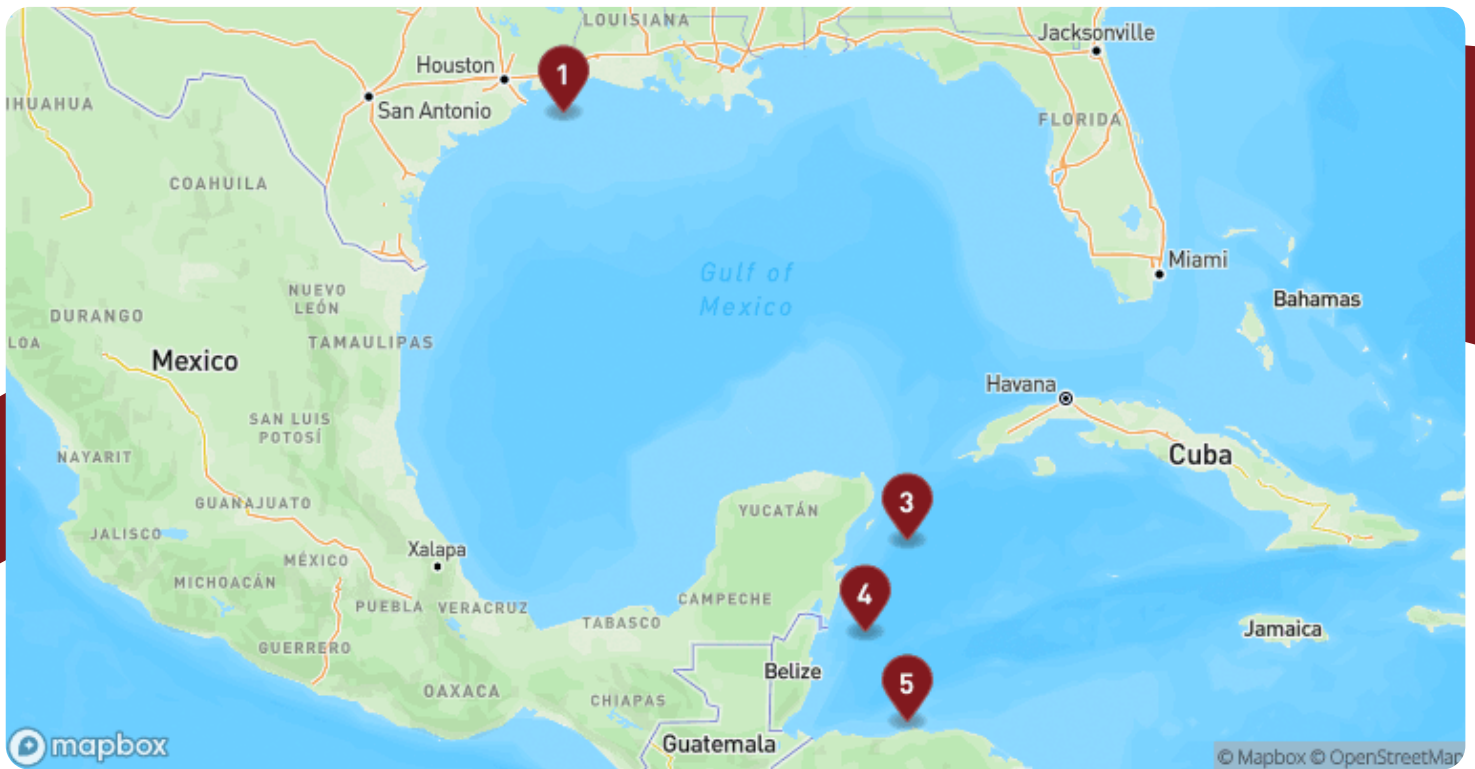 LOUISIANA
Jacksonville
Houston
1
IHUAHUA
San Antonio
FLORIDA
COAHUILA
Gulf of
Mexico
Miami
NUEVO
LEÓN
Bahamas
DURANGO
LOA
TAMAULIPAS
Mexico
Havana
SAN LUIS
POTOSÍ
NAYARIT
Cuba
GUANAJUATO
YUCATÁN
3
JALISCO
Xalapa
MÉXICO
MICHOACÁN
4
PUEBLA
VERACRUZ
CAMPECHE
TABASCO
Jamaica
GUERRERO
Belize
OAXACA
CHIAPAS
5
Guatemala
mapbox
© Mapbox © OpenStreetMap